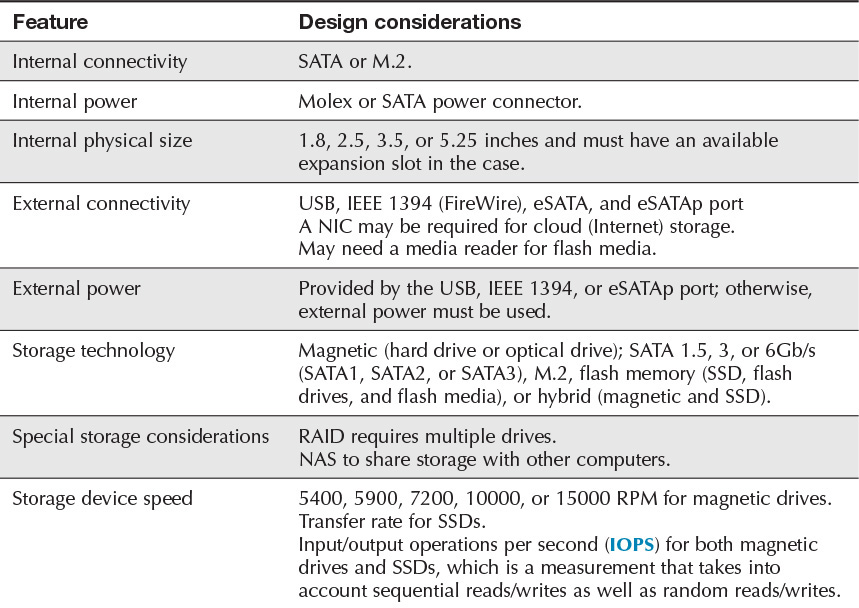 Feature Design considerations
Internal connectivity SATA or M.2.
Internal power Molex or SATA power connector.
Internal physical size 1.8, 2.5, 3.5, or 5.25 inches and must have an available
expansion slot in the case.
External connectivity USB, IEEE 1394 (FireWire), eSATA, and eSATAp port
A NIC may be required for cloud (Internet) storage.
May need a media reader for flash media.
External power Provided by the USB, IEEE 1394, or eSATAp port; otherwise,
external power must be used.
Storage technology Magnetic (hard drive or optical drive); SATA 1.5, 3, or 6Gb/s
(SATA1, SATA2, or SATA3), M.2, flash memory (SSD, flash
drives, and flash media), or hybrid (magnetic and SSD).
Special storage considerations RAID requires multiple drives.
NAS to share storage with other computers.
Storage device speed 5400, 5900, 7200, 10000, or 15000 RPM for magnetic drives.
Transfer rate for SSDs.
Input/output operations per second (IOPS) for both magnetic
drives and SSDs, which is a measurement that takes into
account sequential reads/writes as well as random reads/writes.